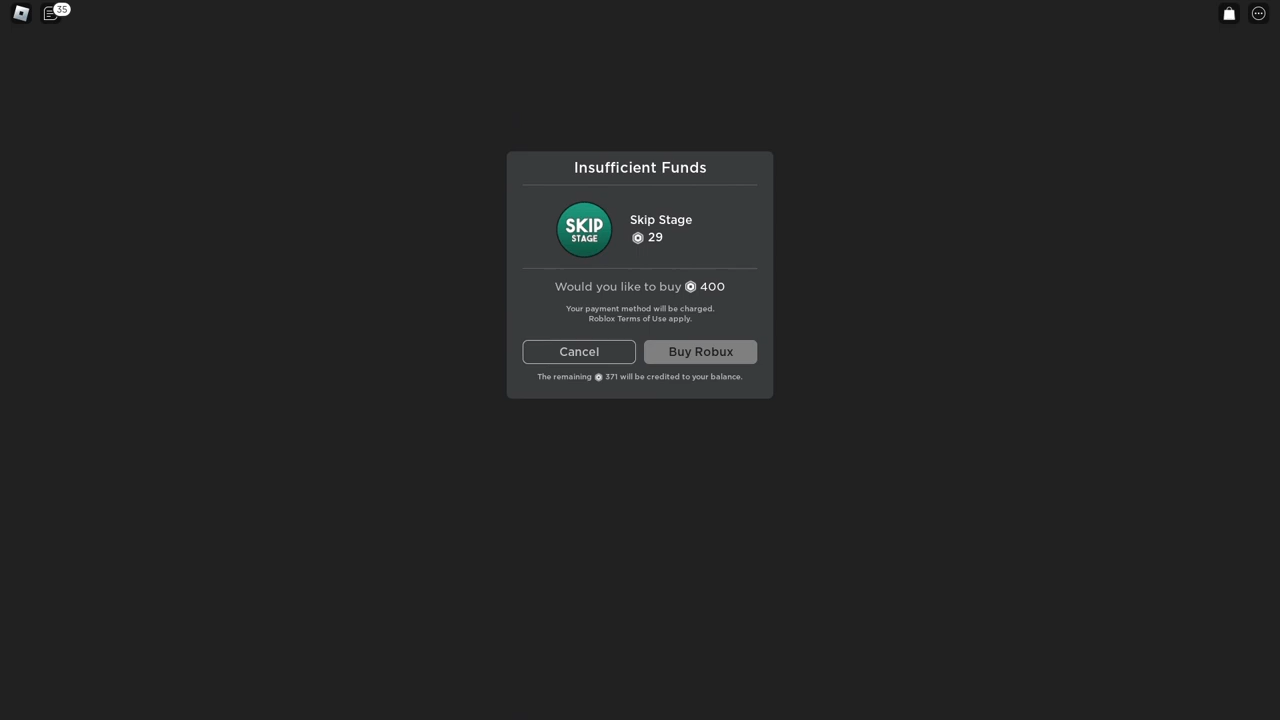 35
Insufficient Funds
SKIP
STAGE
Skip Stage
29
Would you like to buy 400
Your payment method will be charged.
Roblox Terms of Use apply.
Cancel
Buy Robux
The remaining 371 will be credited to your balance.